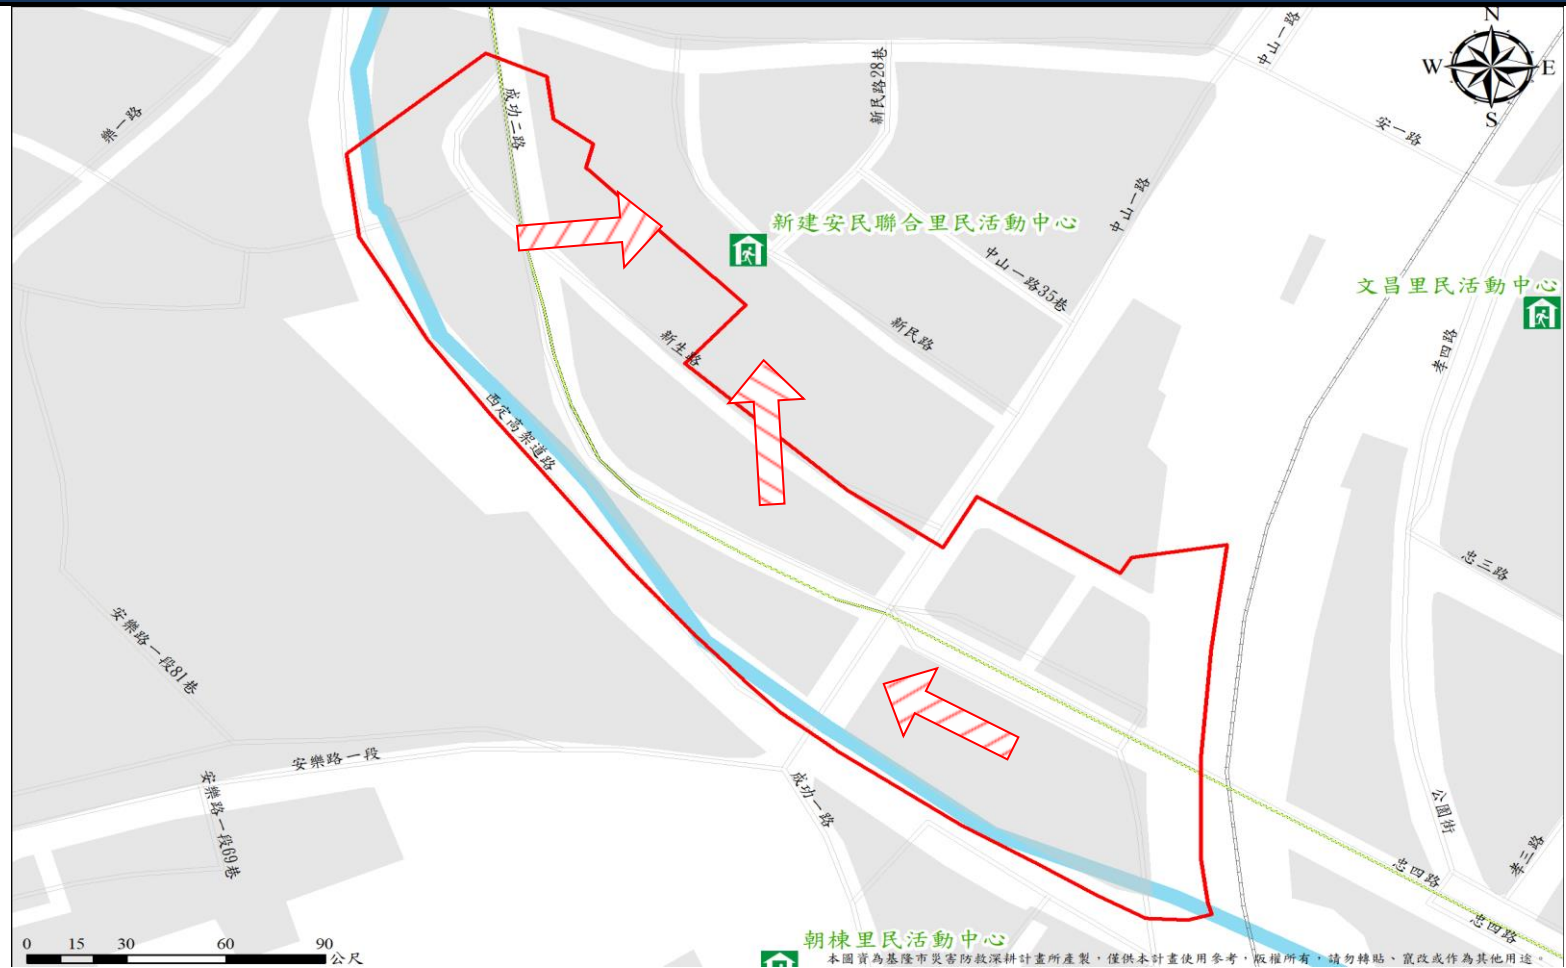 N
W
E
S
中山一路
安一路
樂一路
成功二路
新民路28巷
中山一路
新建安民聯合里民活動中心
中山一路35巷
文昌里民活動中心
新生路
新民路
孝四路
西定高架道路
忠三路
安樂路一段81巷
安樂路一段
安樂路一段69巷
成功一路
公園街
孝三路
忠四路
忠四路
朝棟里民活動中心
0 15 30 60 90
公尺
本圖資為基隆市災害防救深耕計畫所產製，僅供本計畫使用參考，版權所有，請勿轉貼、竄改或作為其他用途。